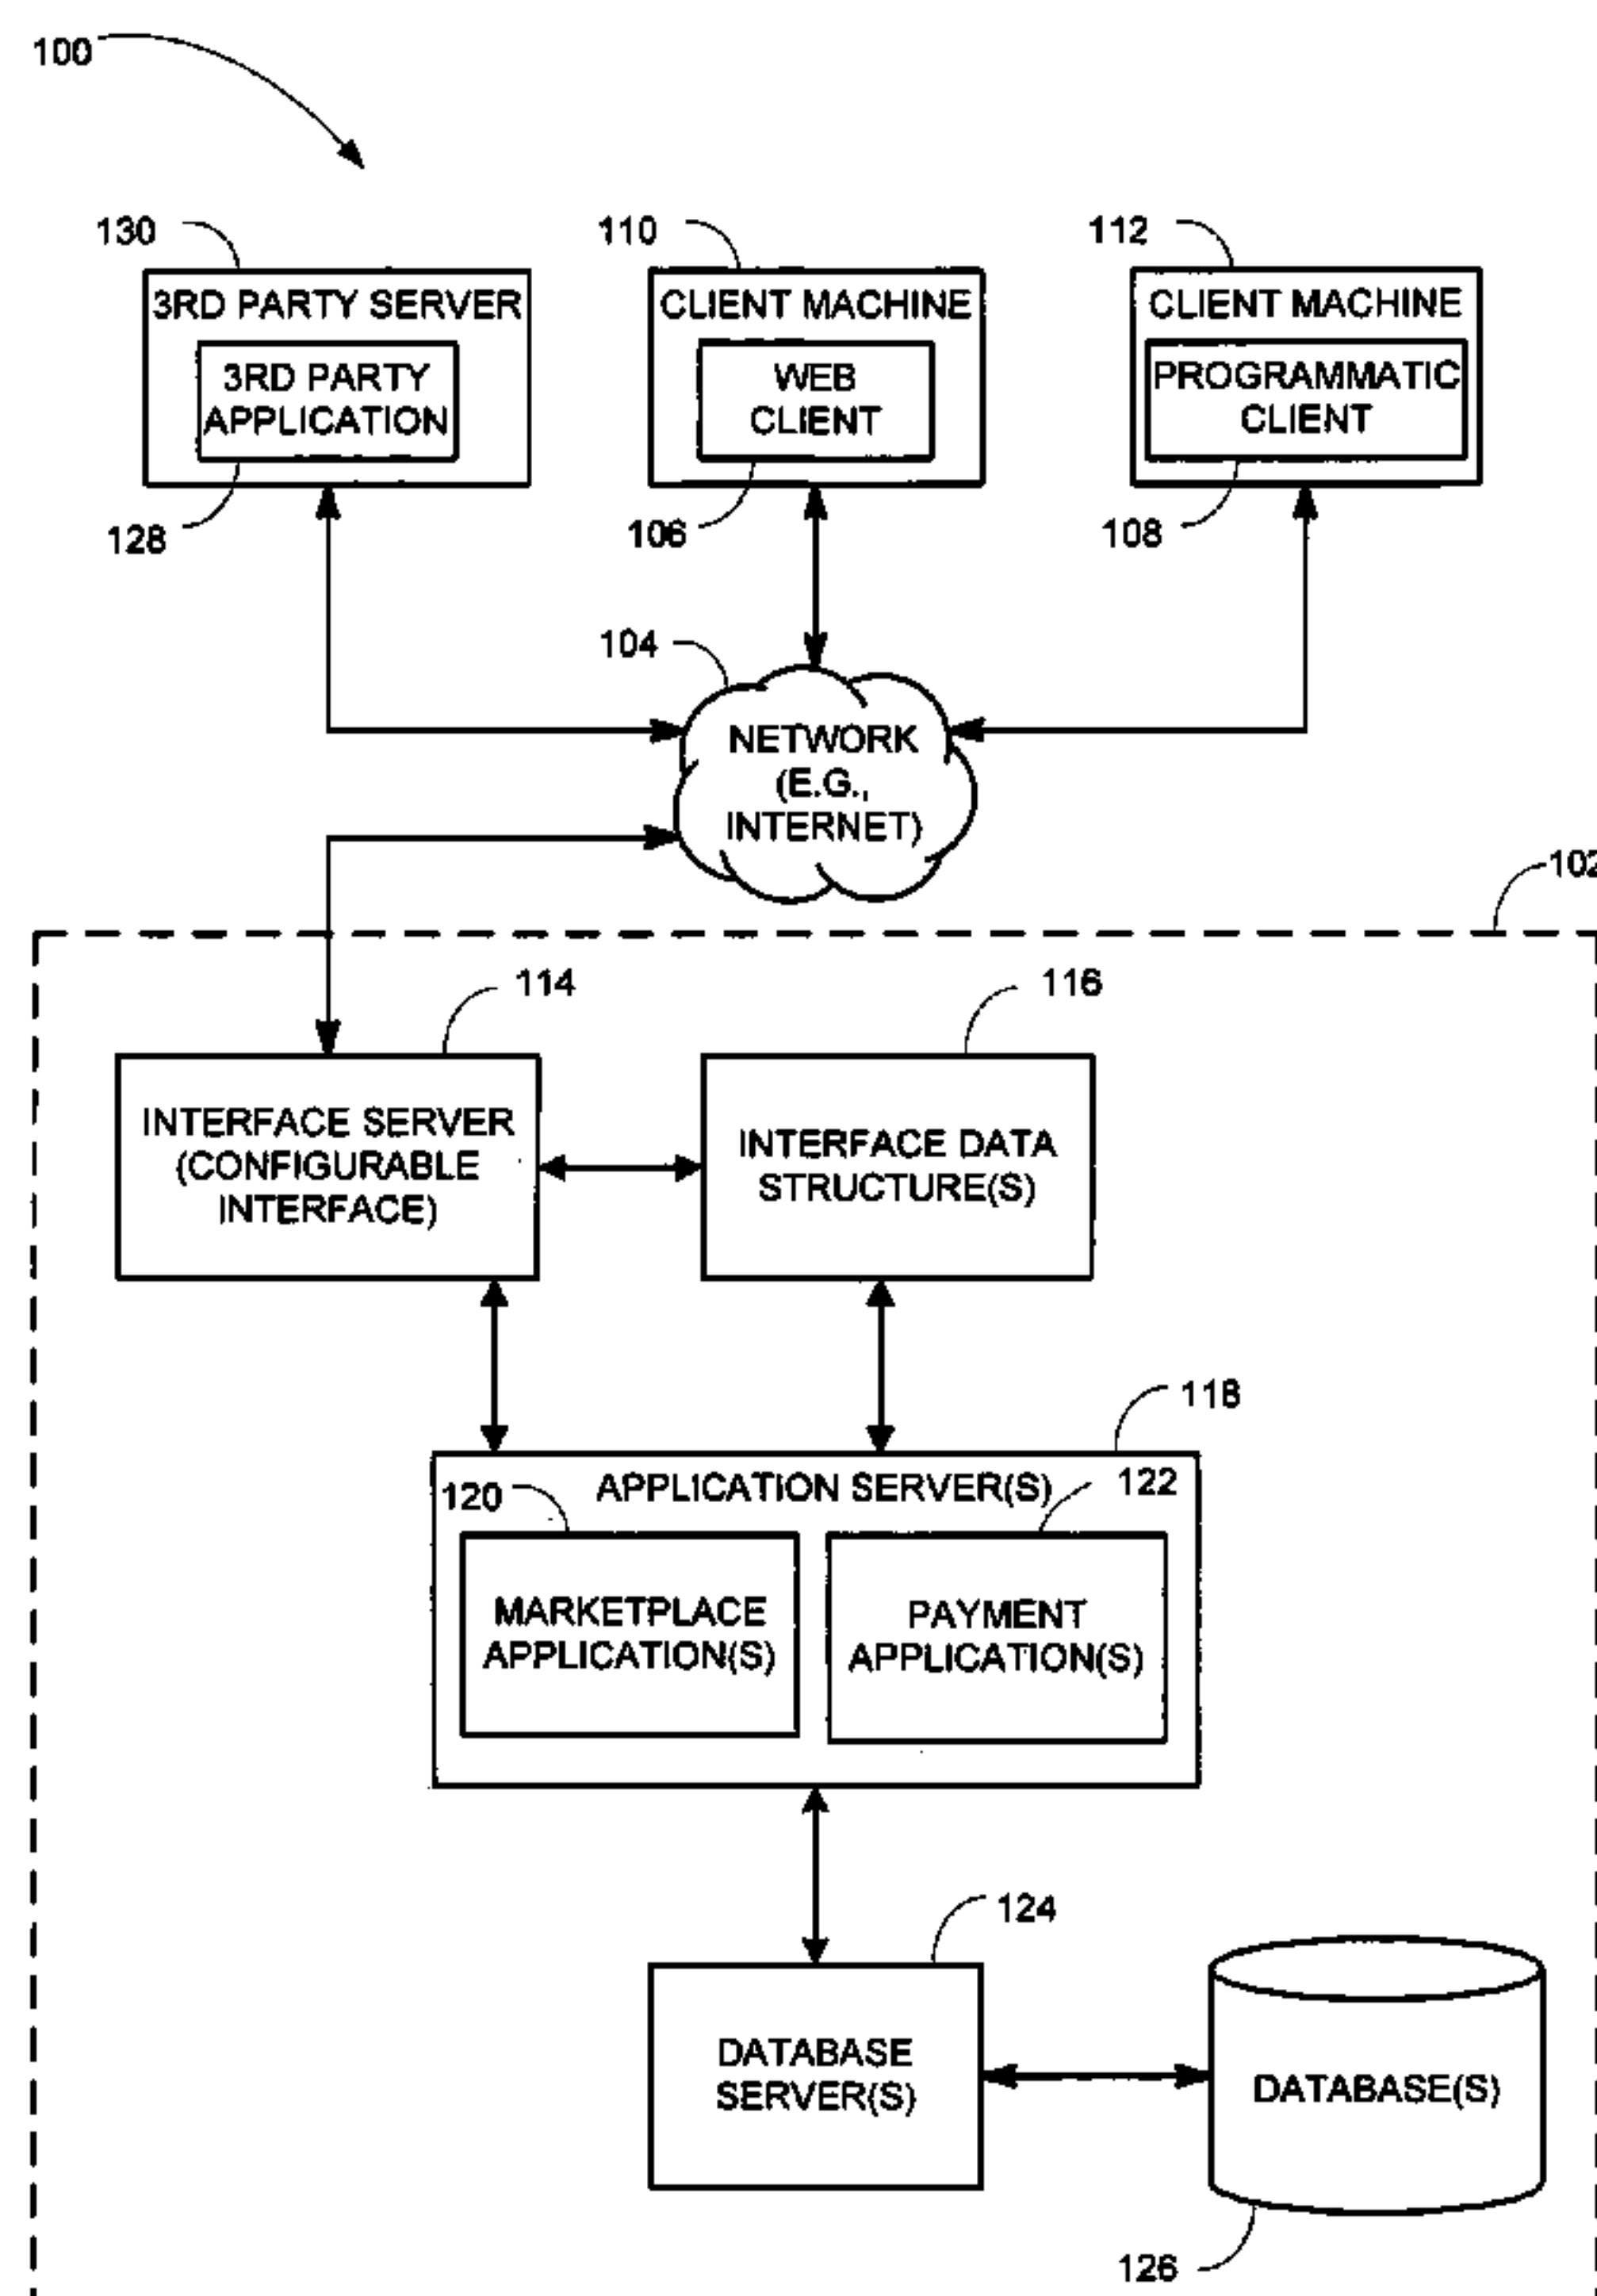 100
130
110
112
3RD PARTY SERVER
3RD PARTY
APPLICATION
CLIENT MACHINE
WEB
CLIENT
CLIENT MACHINE
PROGRAMMATIC
CLIENT
128
106
108
104
NETWORK
(E.G.,
INTERNET)
102
114
116
INTERFACE SERVER
(CONFIGURABLE
INTERFACE)
INTERFACE DATA
STRUCTURE(S)
118
APPLICATION SERVER(S)
120
122
MARKETPLACE
APPLICATION(S)
PAYMENT
APPLICATION(S)
124
DATABASE
SERVER(S)
DATABASE(S)
126